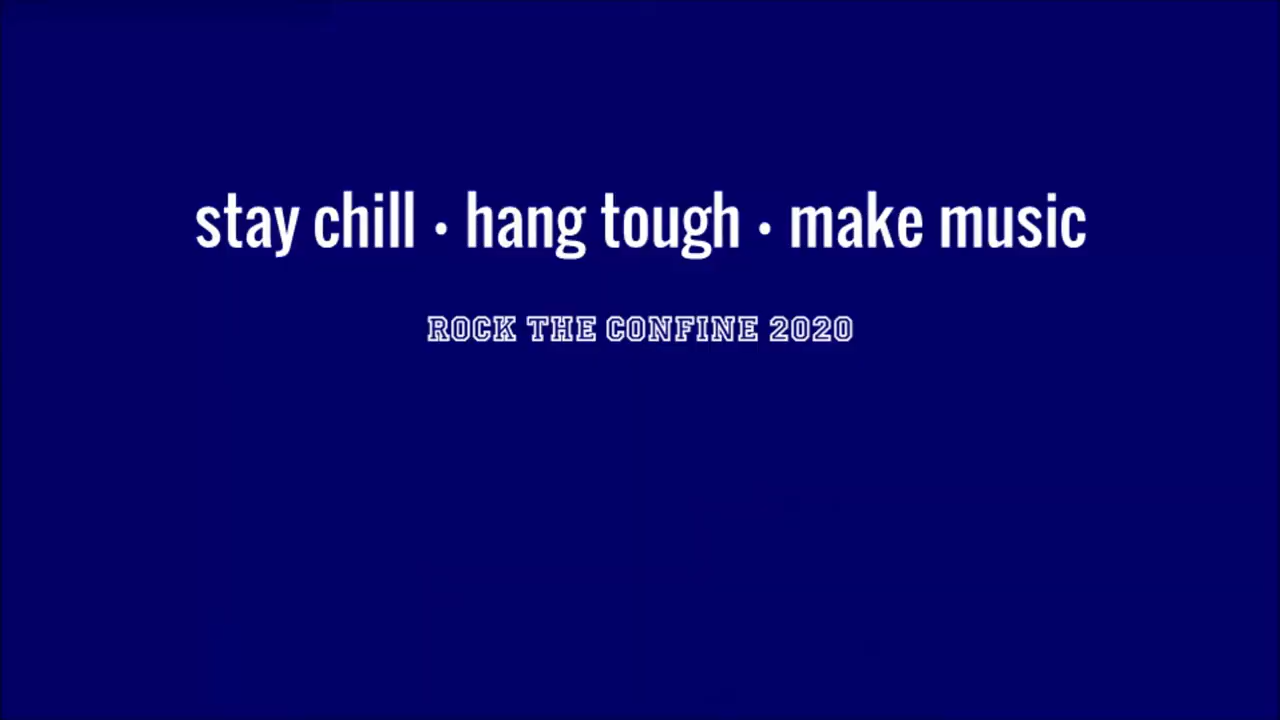 stay chill • hang tough • make music
ROCK THE CONFINE 2020